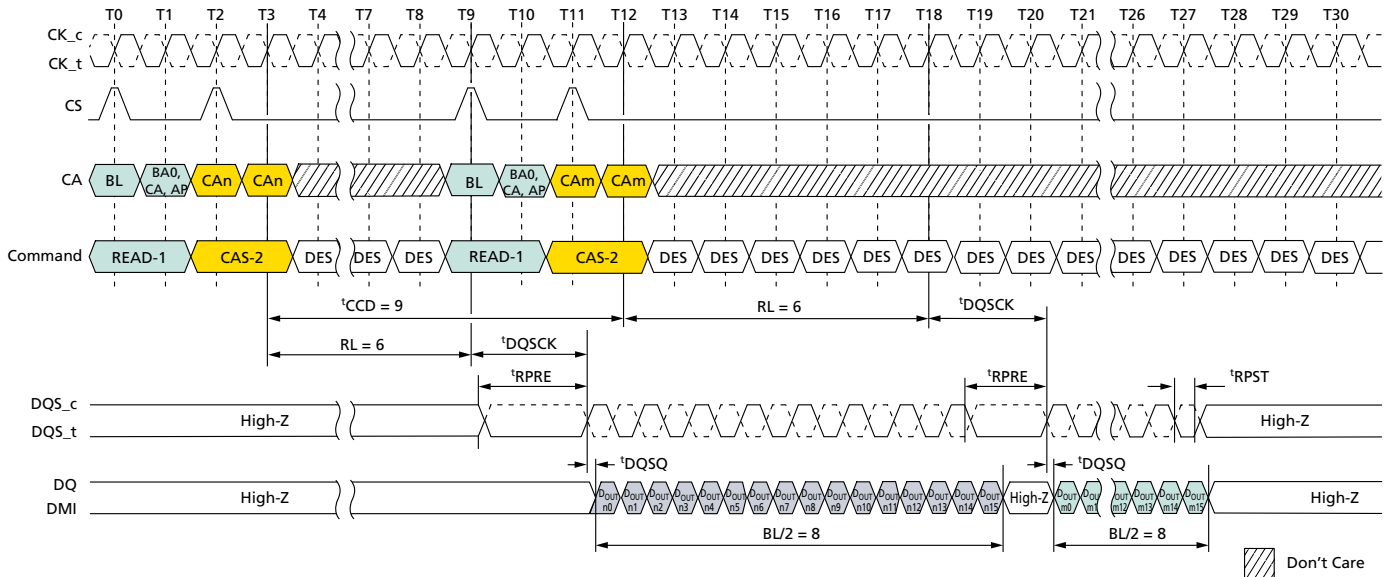 T0 T1 T2 T3 T4 T7 T8 T9 T10 T11 T12 T13 T14 T15 T16 T17 T18 T19 T20 T21 T26 T27 T28 T29 T30
CK_c
CK_t
CS
CA BL BA0, CA, AP CAn CAn BL BA0, CA, AP CAm CAm
Command READ-1 CAS-2 DES DES DES READ-1 CAS-2 DES DES DES DES DES DES DES DES DES DES DES DES DES DES
tCCD = 9 RL = 6 tDQSCK
RL = 6 tDQSCK
tRPRE tRPRE tRPST
DQS_c
DQS_t High-Z High-Z
tDQSQ tDQSQ
DQ
DMI High-Z DOUT n0 DOUT n1 DOUT n2 DOUT n3 DOUT n4 DOUT n5 DOUT n6 DOUT n7 DOUT n8 DOUT n9 DOUT n10 DOUT n11 DOUT n12 DOUT n13 DOUT n14 DOUT n15 High-Z DOUT m0 DOUT m1 DOUT m12 DOUT m13 DOUT m14 DOUT m15 High-Z
BL/2 = 8 BL/2 = 8
Don't Care